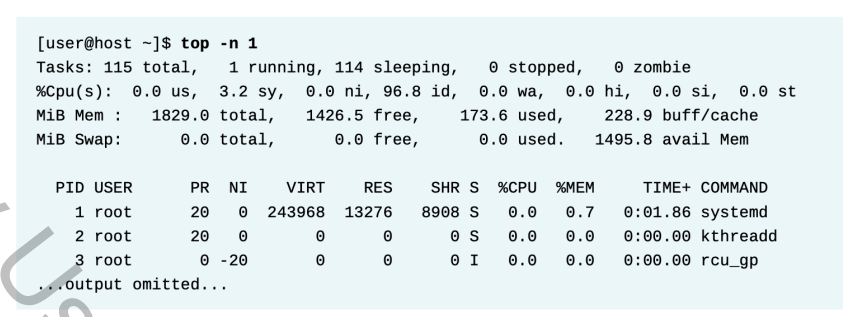 [user@host ~]$ top -n 1
Tasks: 115 total,   1 running, 114 sleeping,   0 stopped,   0 zombie
%Cpu(s):  0.0 us,  3.2 sy,  0.0 ni, 96.8 id,  0.0 wa,  0.0 hi,  0.0 si,  0.0 st
MiB Mem :   1829.0 total,   1426.5 free,    173.6 used,    228.9 buff/cache
MiB Swap:      0.0 total,      0.0 free,      0.0 used.   1495.8 avail Mem
  PID USER      PR  NI    VIRT    RES    SHR S  %CPU  %MEM     TIME+ COMMAND
    1 root      20   0  243968  13276   8908 S   0.0   0.7   0:01.86 systemd
    2 root      20   0       0      0      0 S   0.0   0.0   0:00.00 kthreadd
    3 root       0 -20       0      0      0 I   0.0   0.0   0:00.00 rcu_gp
...output omitted...